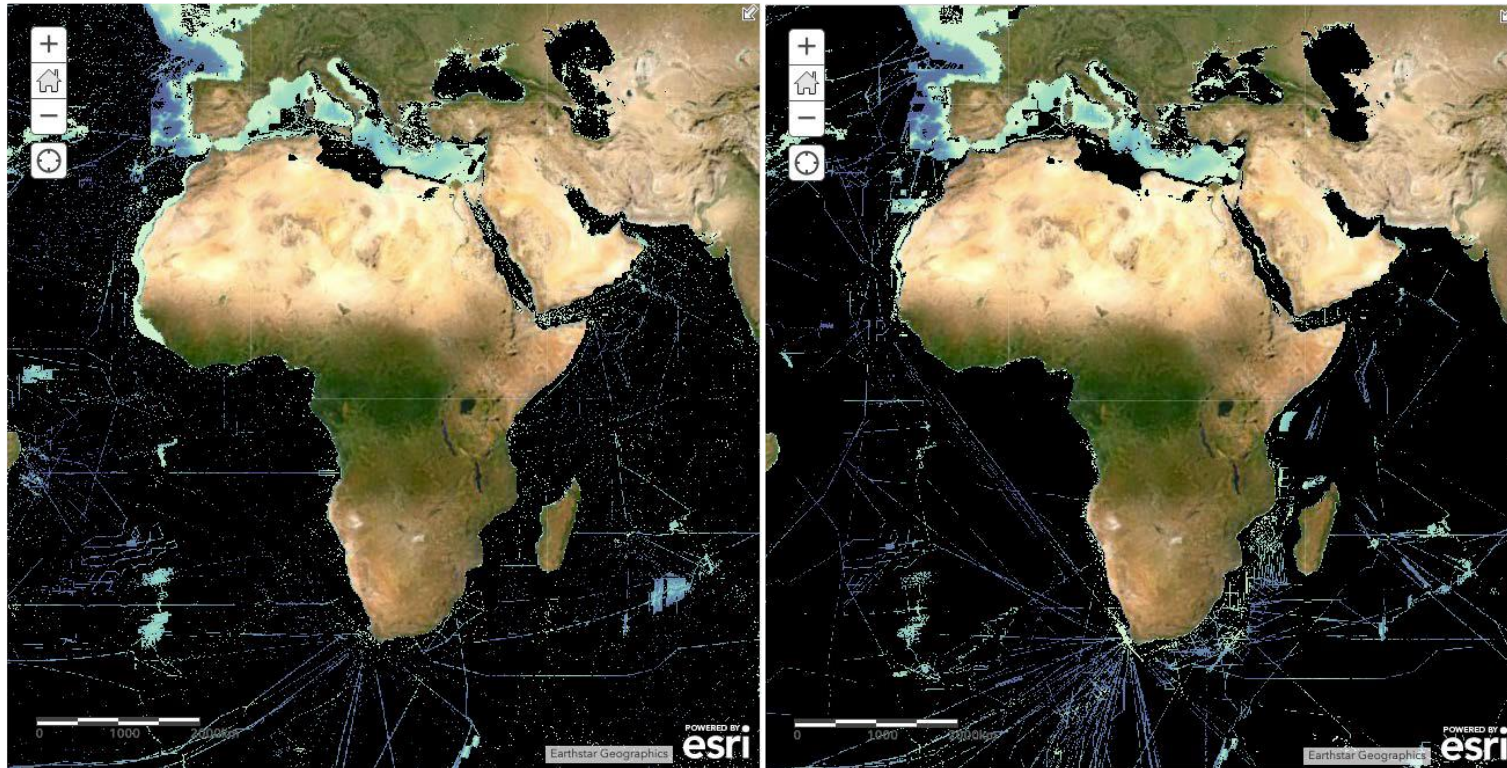 +
−
0
1000
2000km
Earthstar Geographics
POWERED BY
esri
+
−
0
1000
2000km
Earthstar Geographics
POWERED BY
esri